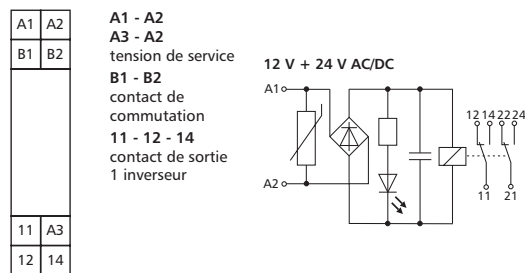 A1 A2
B1 B2
11 A3
12 14
A1 - A2
A3 - A2
tension de service
B1 - B2
contact de
commutation
11 - 12 - 14
contact de sortie
1 inverseur
12 V + 24 V AC/DC
A1
A2
12 14 22 24
11 21